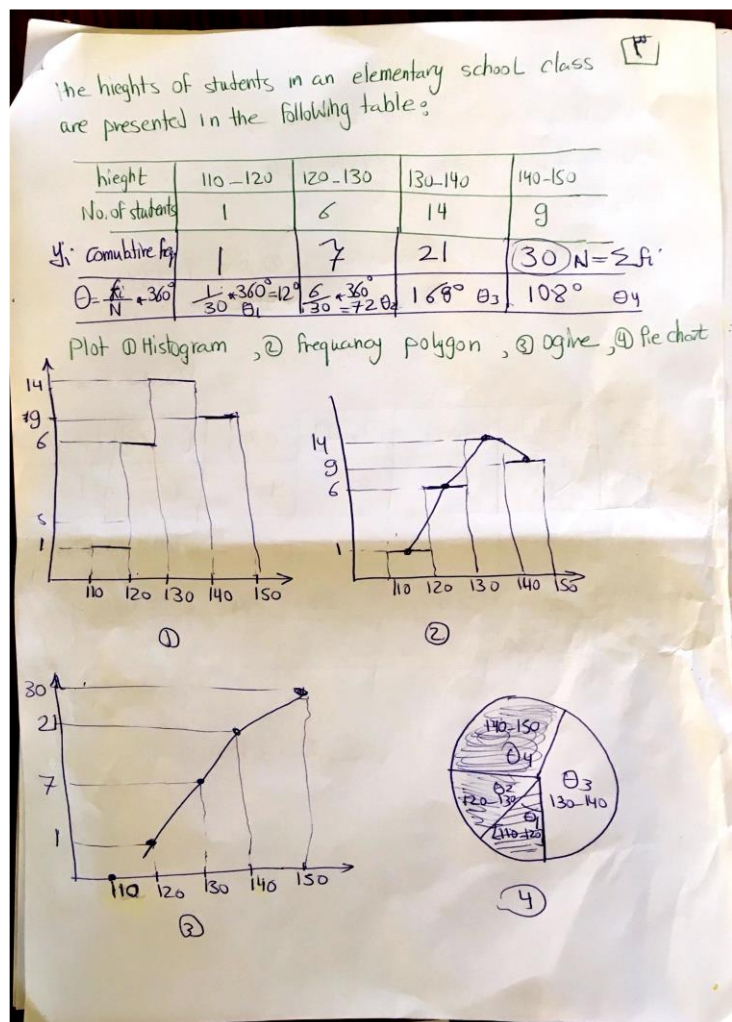 ٣
the hieghts of students in an elementary school class
are presented in the following table:
hieght 110-120 120-130 130-140 140-150
No. of students 1 6 14 9
yi comulative feq 1 7 21 30 N=Σfi
θ=fi/N *360° 1/30 *360°=12° θ1 6/30 *360°=72 θ2 168° θ3 108° θ4
Plot ① Histogram , ② frequancy polygon , ③ Ogive , ④ Pie chart
14
9
6
5
1
110 120 130 140 150
①
14
9
6
1
110 120 130 140 150
②
30
21
7
1
110 120 130 140 150
③
140-150
θ4
θ3
130-140
θ2
120-130
θ1
110-120
④